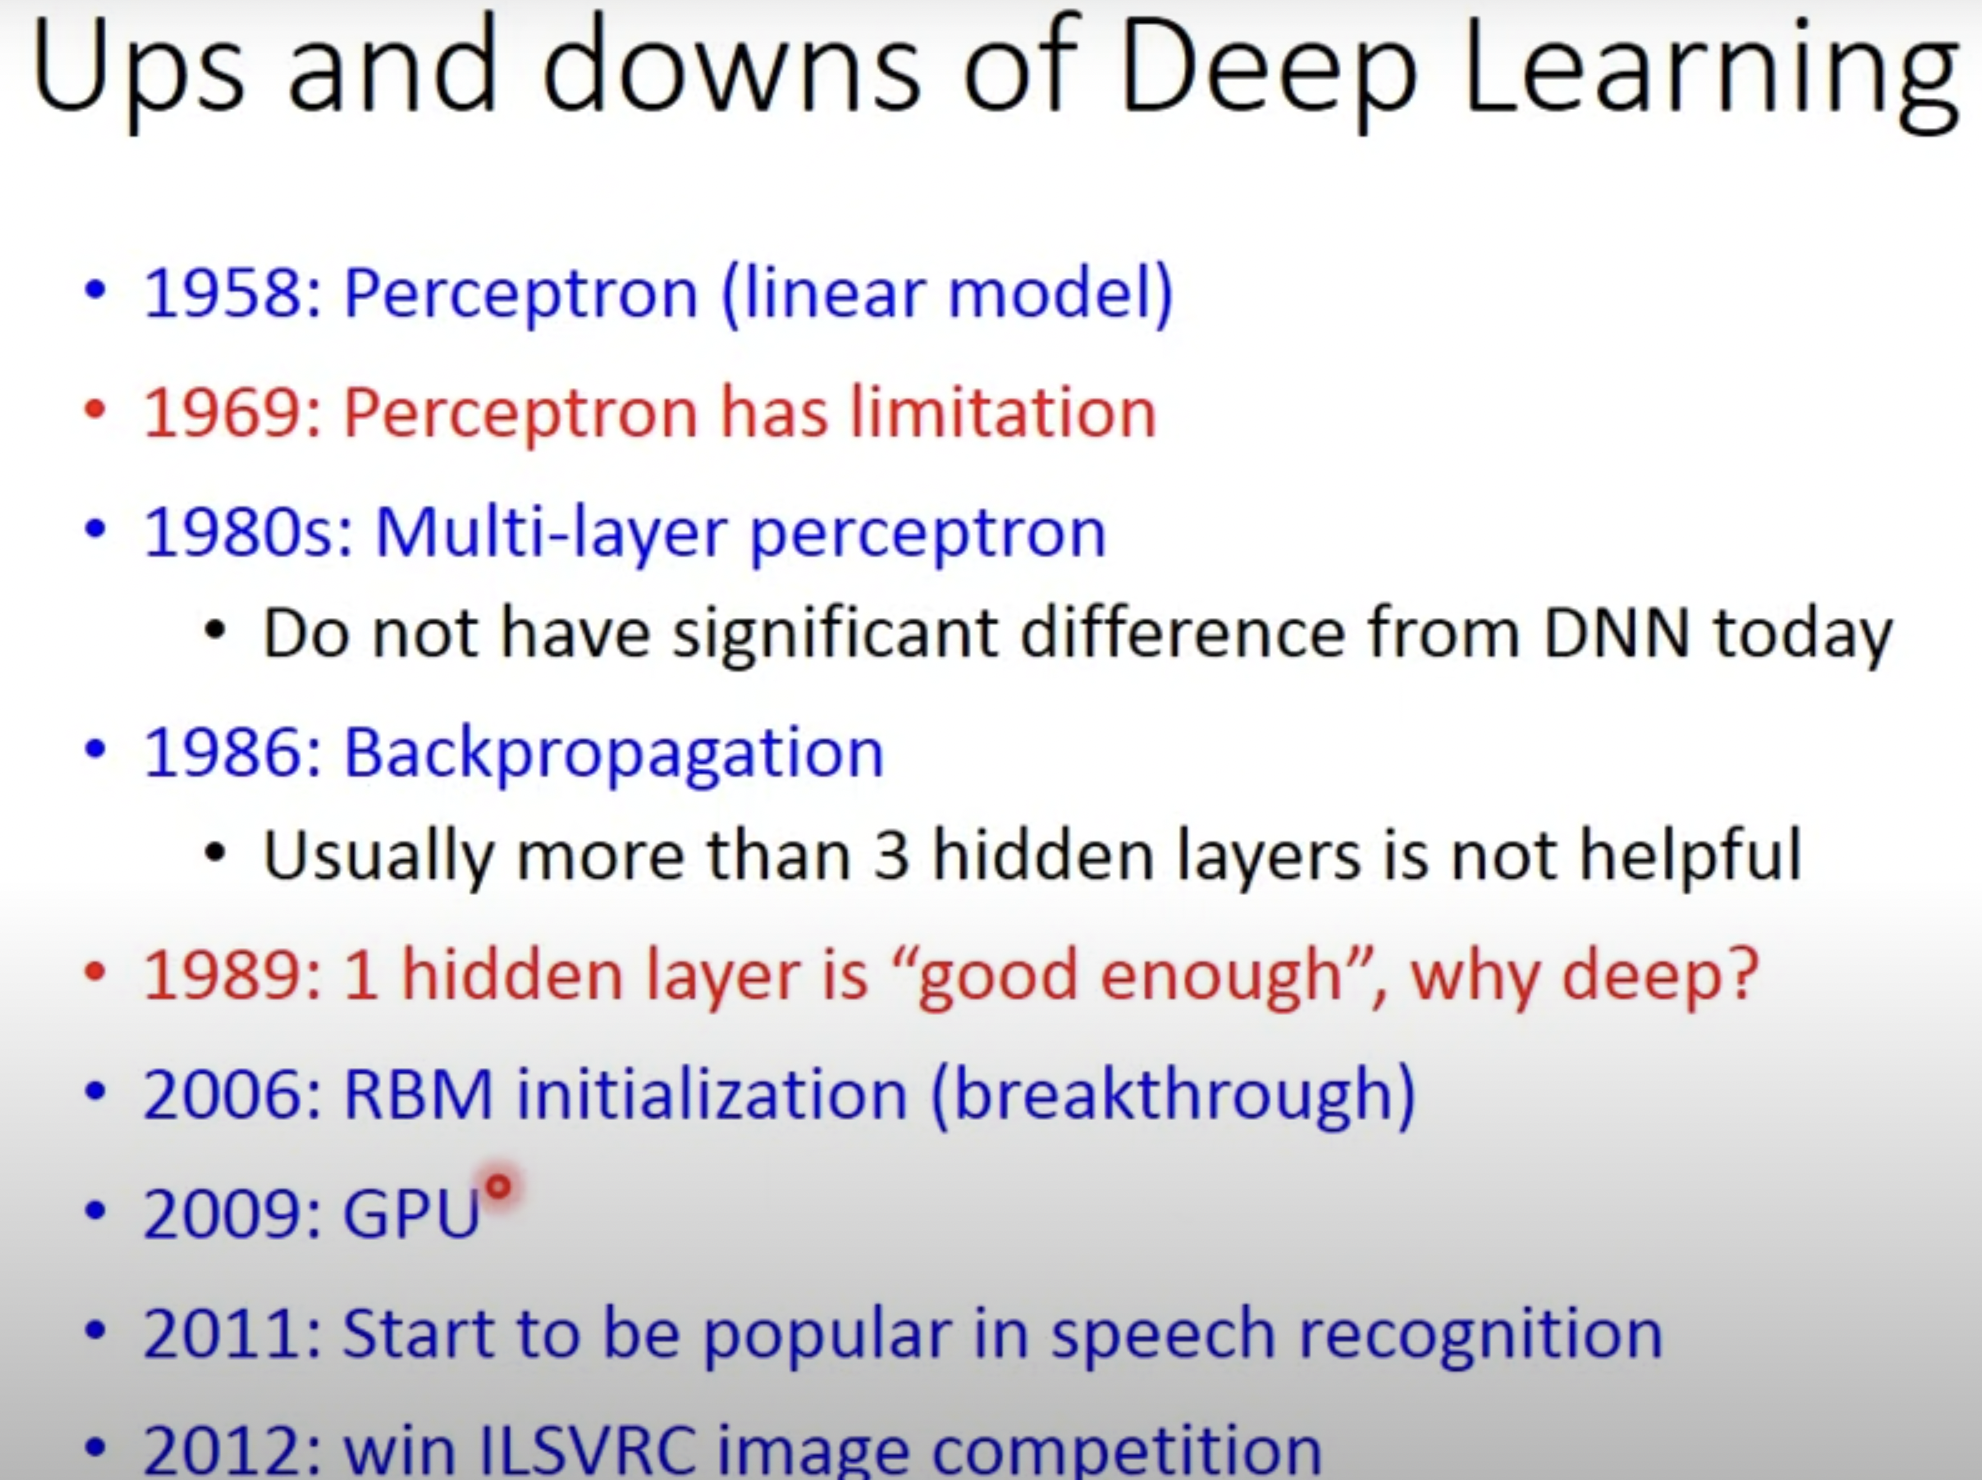 Ups and downs of Deep Learning
• 1958: Perceptron (linear model)
• 1969: Perceptron has limitation
• 1980s: Multi-layer perceptron
• Do not have significant difference from DNN today
• 1986: Backpropagation
• Usually more than 3 hidden layers is not helpful
• 1989: 1 hidden layer is “good enough”, why deep?
• 2006: RBM initialization (breakthrough)
• 2009: GPU
• 2011: Start to be popular in speech recognition
• 2012: win ILSVRC image competition